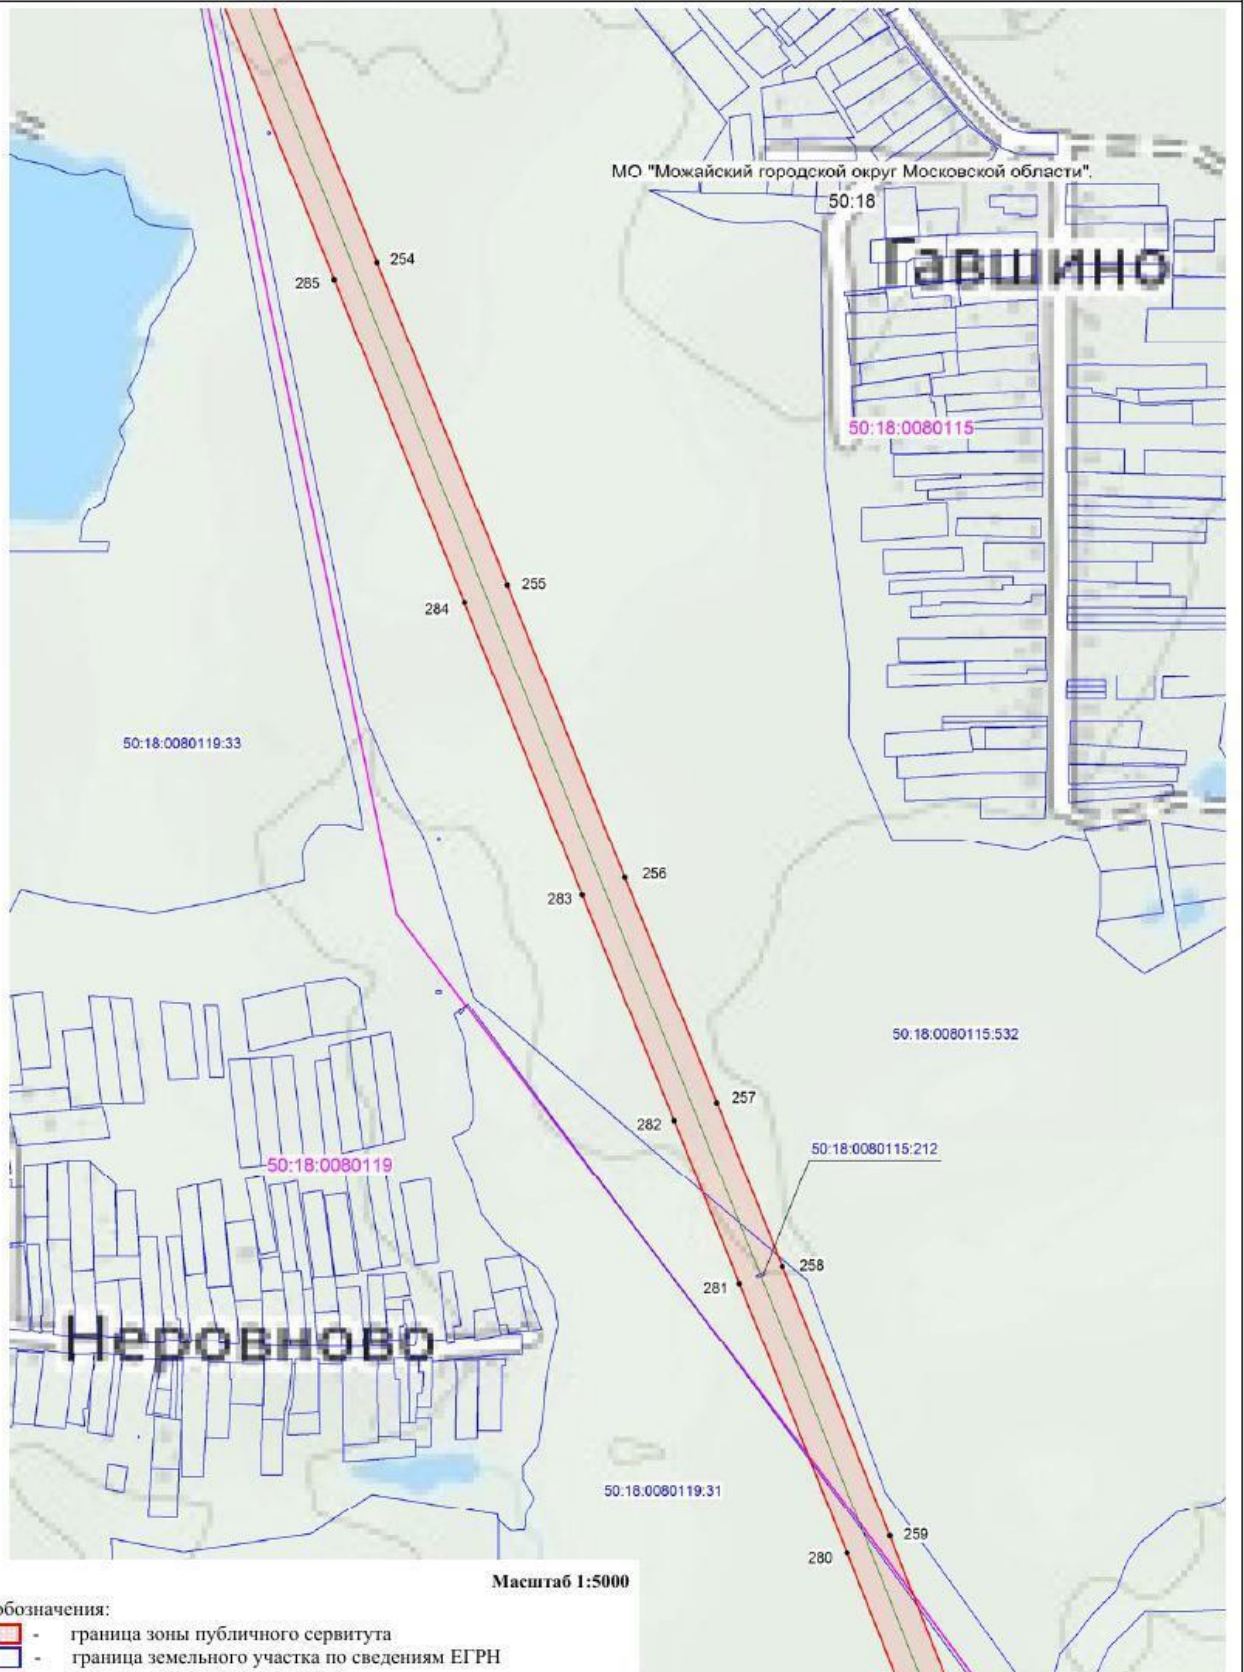 МО "Можайский городской округ Московской области".
50:18
Гавшино
254
285
50:18:0080115
255
284
50:18:0080119:33
256
283
50:18:0080115:532
257
282
50:18:0080115:212
50:18:0080119
258
281
Неровново
50:18:0080119:31
259
280
Масштаб 1:5000
обозначения:
- граница зоны публичного сервитута
- граница земельного участка по сведениям ЕГРН